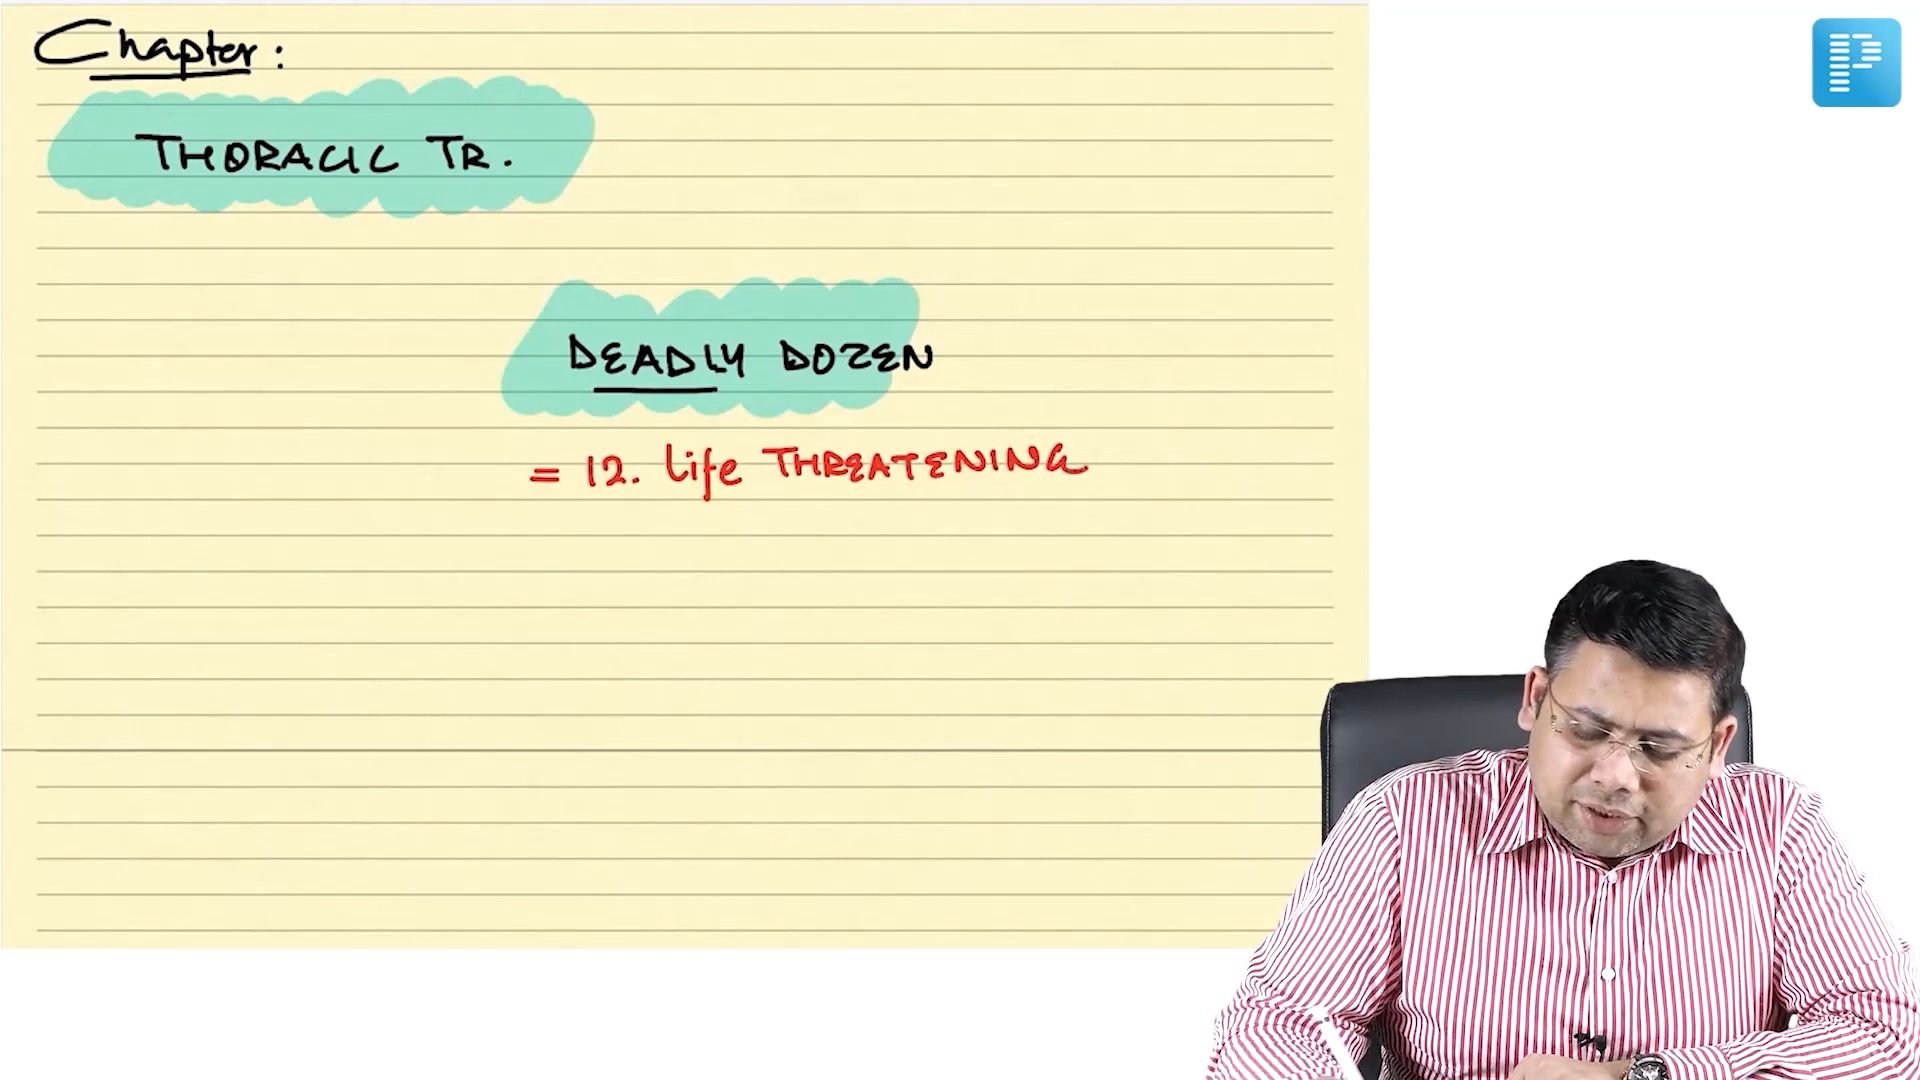 Chapter:
THORACIC TR.
DEADLY DOZEN
= 12. Life THREATENING
P